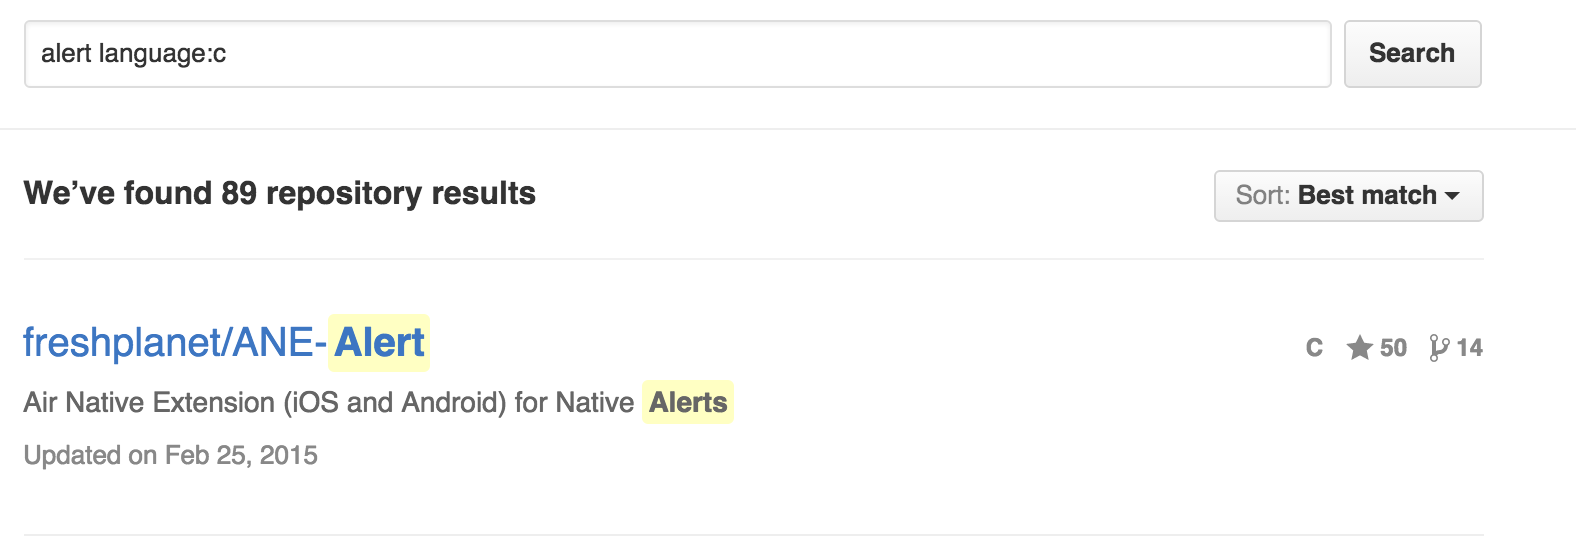 alert language:c
Search
We’ve found 89 repository results
Sort: Best match
freshplanet/ANE-Alert
C 50 14
Air Native Extension (iOS and Android) for Native Alerts
Updated on Feb 25, 2015